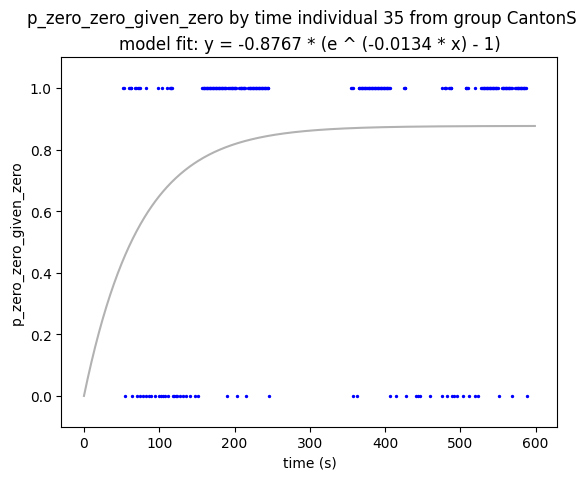 p_zero_zero_given_zero by time individual 35 from group CantonS
model fit: y = -0.8767 * (e ^ (-0.0134 * x) - 1)
1.0
0.8
0.6
0.4
0.2
0.0
p_zero_zero_given_zero
0 100 200 300 400 500 600
time (s)